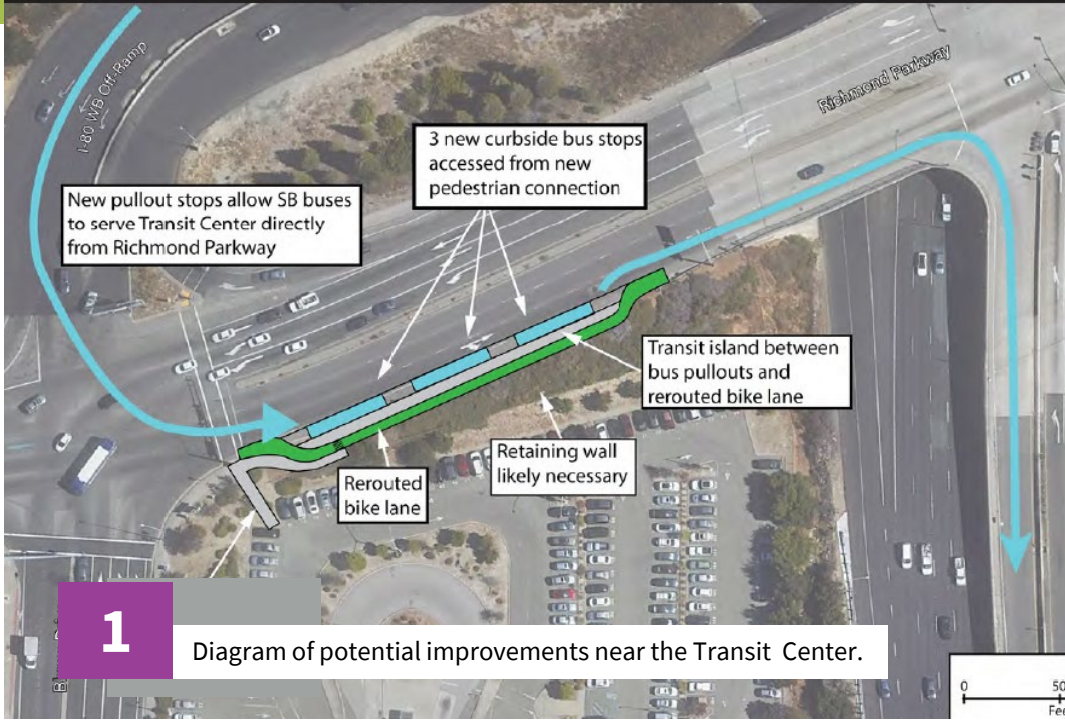 I-80 WB Off-Ramp
Richmond Parkway
3 new curbside bus stops
accessed from new
pedestrian connection
New pullout stops allow SB buses
to serve Transit Center directly
from Richmond Parkway
Transit island between
bus pullouts and
rerouted bike lane
Retaining wall
likely necessary
Rerouted
bike lane
1
Diagram of potential improvements near the Transit Center.
0
50